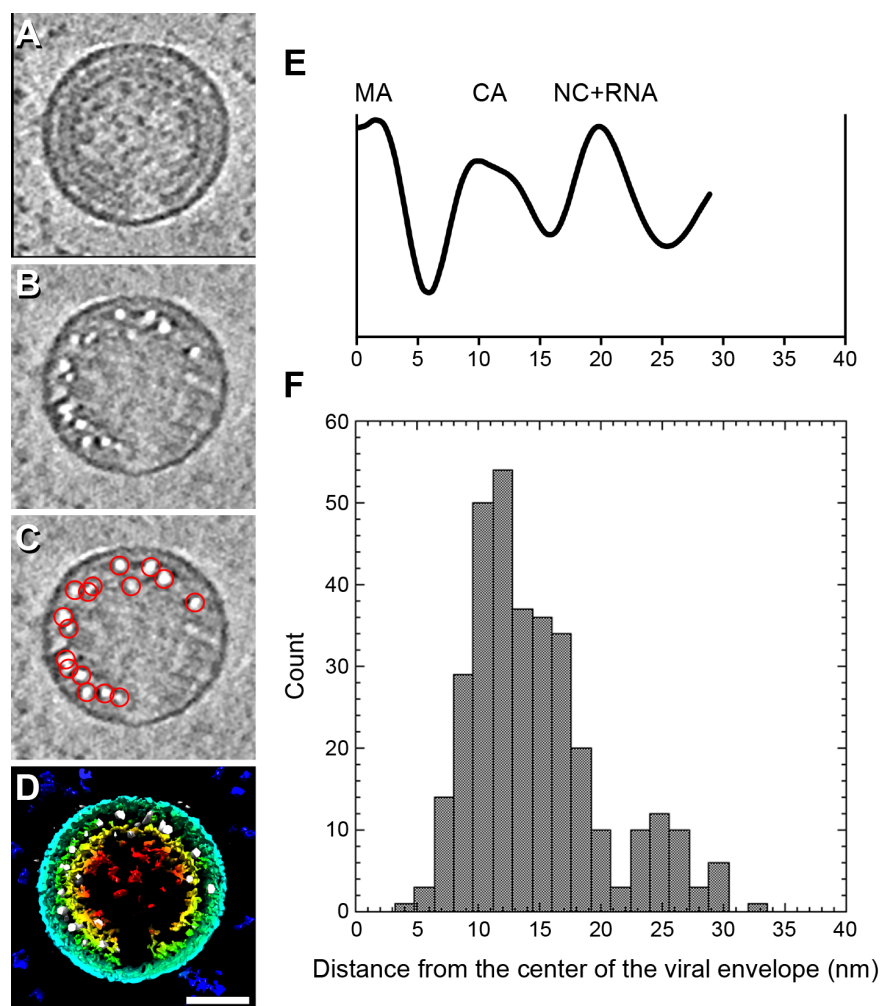 A
B
C
D
E
MA CA NC+RNA
0 5 10 15 20 25 30 35 40
F
60
50
40
30
20
10
0
Count
0 5 10 15 20 25 30 35 40
Distance from the center of the viral envelope (nm)